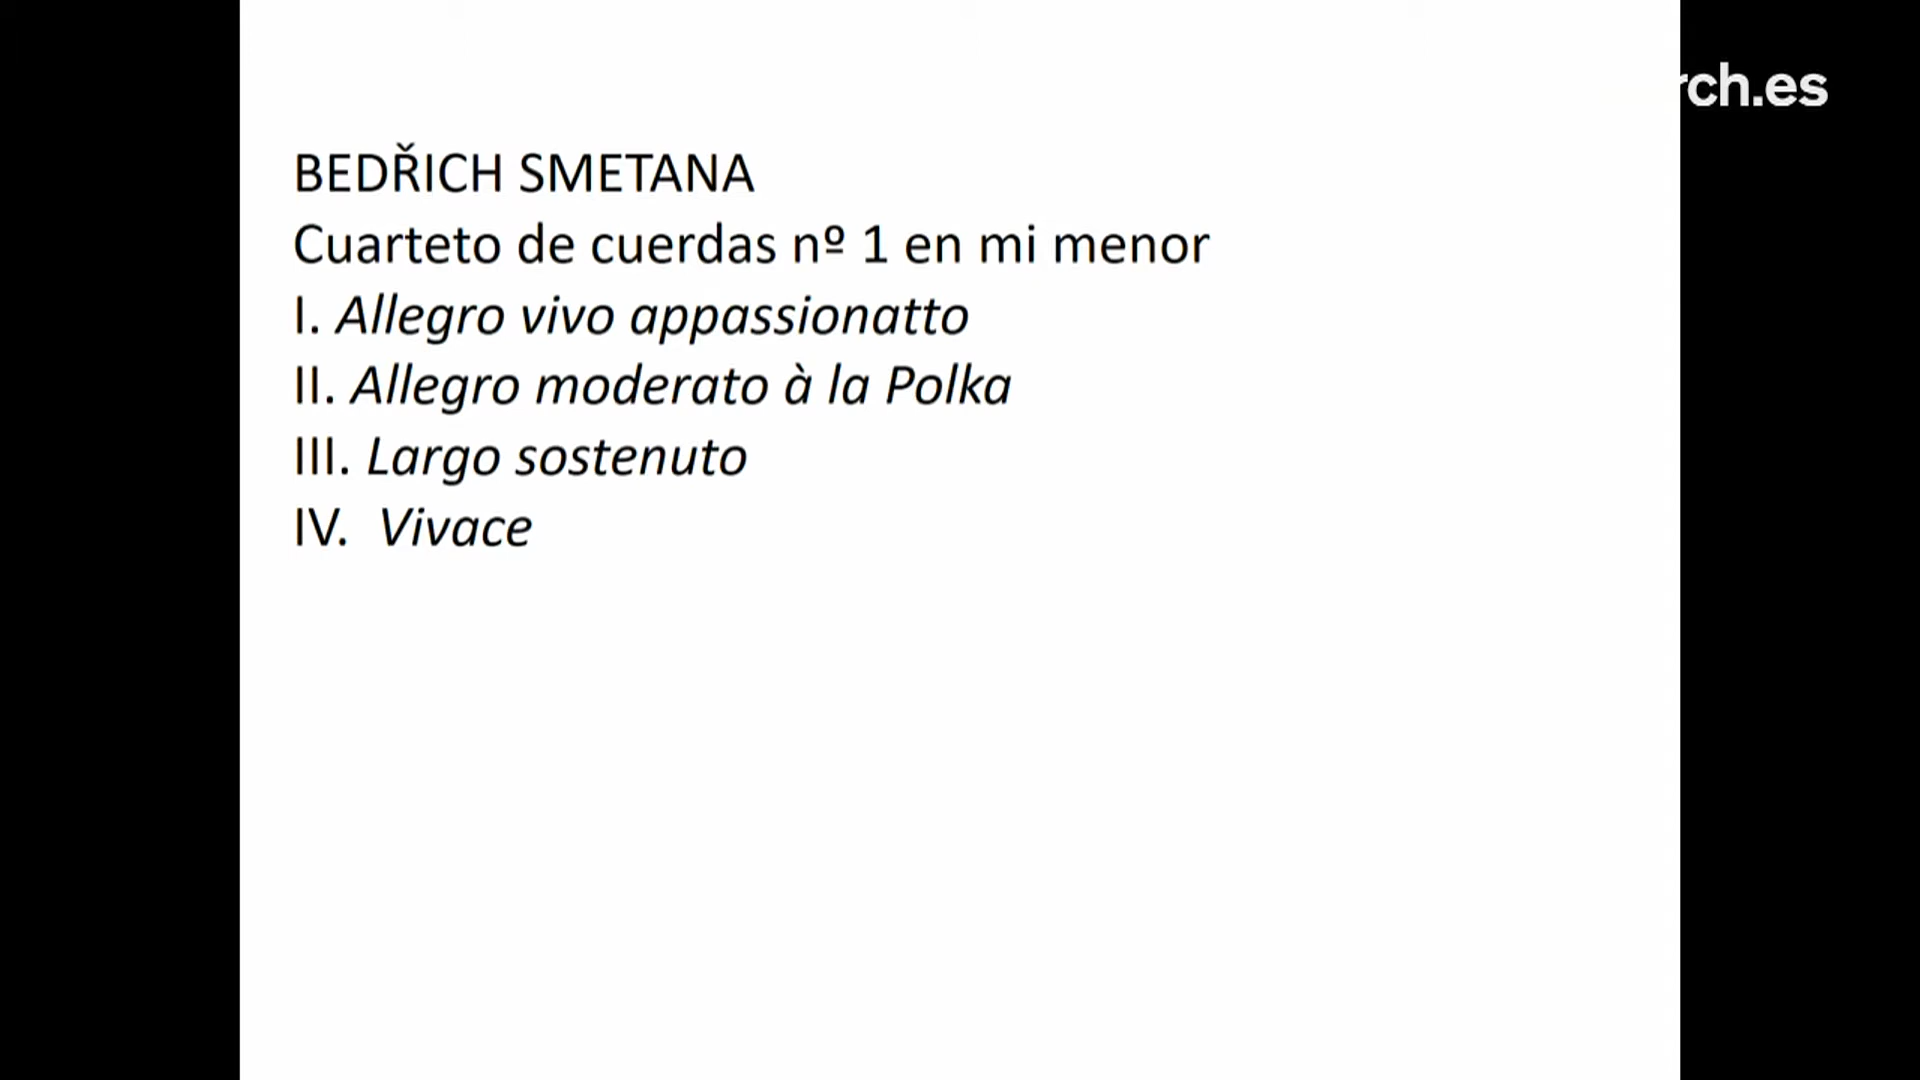 rch.es
BEDŘICH SMETANA
Cuarteto de cuerdas nº 1 en mi menor
I. Allegro vivo appassionatto
II. Allegro moderato à la Polka
III. Largo sostenuto
IV. Vivace